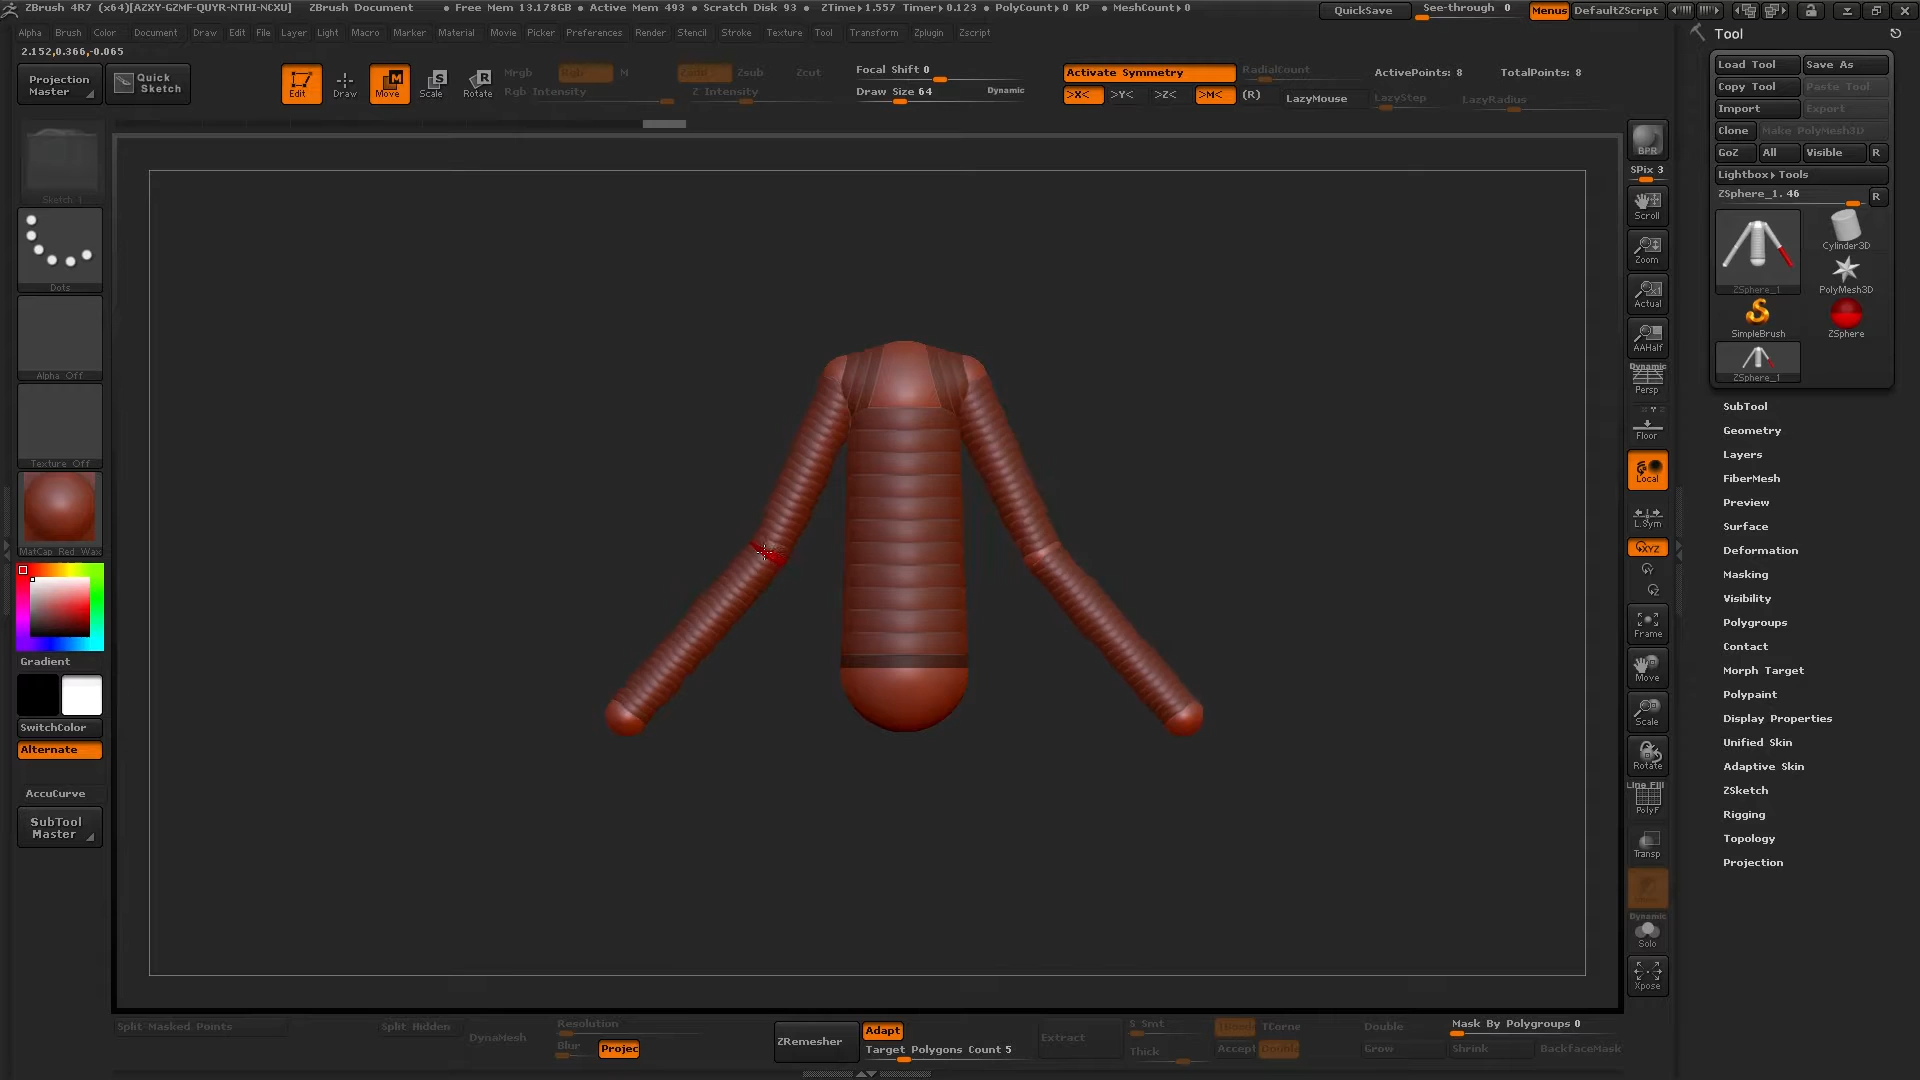 ZBrush 4R7 (x64)[AZXY-GZMF-QUYR-NTHI-NCXU] ZBrush Document • Free Mem 13.178GB • Active Mem 493 • Scratch Disk 93 • ZTime▸1.557 Timer▸0.123 • PolyCount▸0 KP • MeshCount▸0 QuickSave See-through 0 Menus DefaultZScript
Alpha Brush Color Document Draw Edit File Layer Light Macro Marker Material Movie Picker Preferences Render Stencil Stroke Texture Tool Transform Zplugin Zscript
2.152,0.366,-0.065
Projection Master
Quick Sketch
Edit
Draw
Move
Scale
Rotate
Mrgb Rgb M
Rgb Intensity
Zadd Zsub Zcut
Z Intensity
Focal Shift 0
Draw Size 64 Dynamic
Activate Symmetry
>X< >Y< >Z< >M< (R)
RadialCount
LazyMouse LazyStep LazyRadius
ActivePoints: 8 TotalPoints: 8
Sketch 1
Dots
Alpha Off
Texture Off
MatCap Red Wax
Gradient
SwitchColor
Alternate
AccuCurve
SubTool Master
BPR
SPix 3
Scroll
Zoom
Actual
AAHalf
Dynamic
Persp
Floor
Local
L.Sym
XYZ
Frame
Move
Scale
Rotate
Line Fill
PolyF
Transp
Dynamic
Solo
Xpose
Tool
Load Tool Save As
Copy Tool Paste Tool
Import Export
Clone Make PolyMesh3D
GoZ All Visible R
Lightbox▸Tools
ZSphere_1. 46 R
ZSphere_1
Cylinder3D
PolyMesh3D
SimpleBrush
ZSphere
ZSphere_1
SubTool
Geometry
Layers
FiberMesh
Preview
Surface
Deformation
Masking
Visibility
Polygroups
Contact
Morph Target
Polypaint
Display Properties
Unified Skin
Adaptive Skin
ZSketch
Rigging
Topology
Projection
Split Masked Points Split Hidden DynaMesh
Resolution
Blur Projec
ZRemesher
Adapt
Target Polygons Count 5
Extract
S Smt
Thick
TCorne
Accept Double
Double
Grow
Mask By Polygroups 0
Shrink BackfaceMask